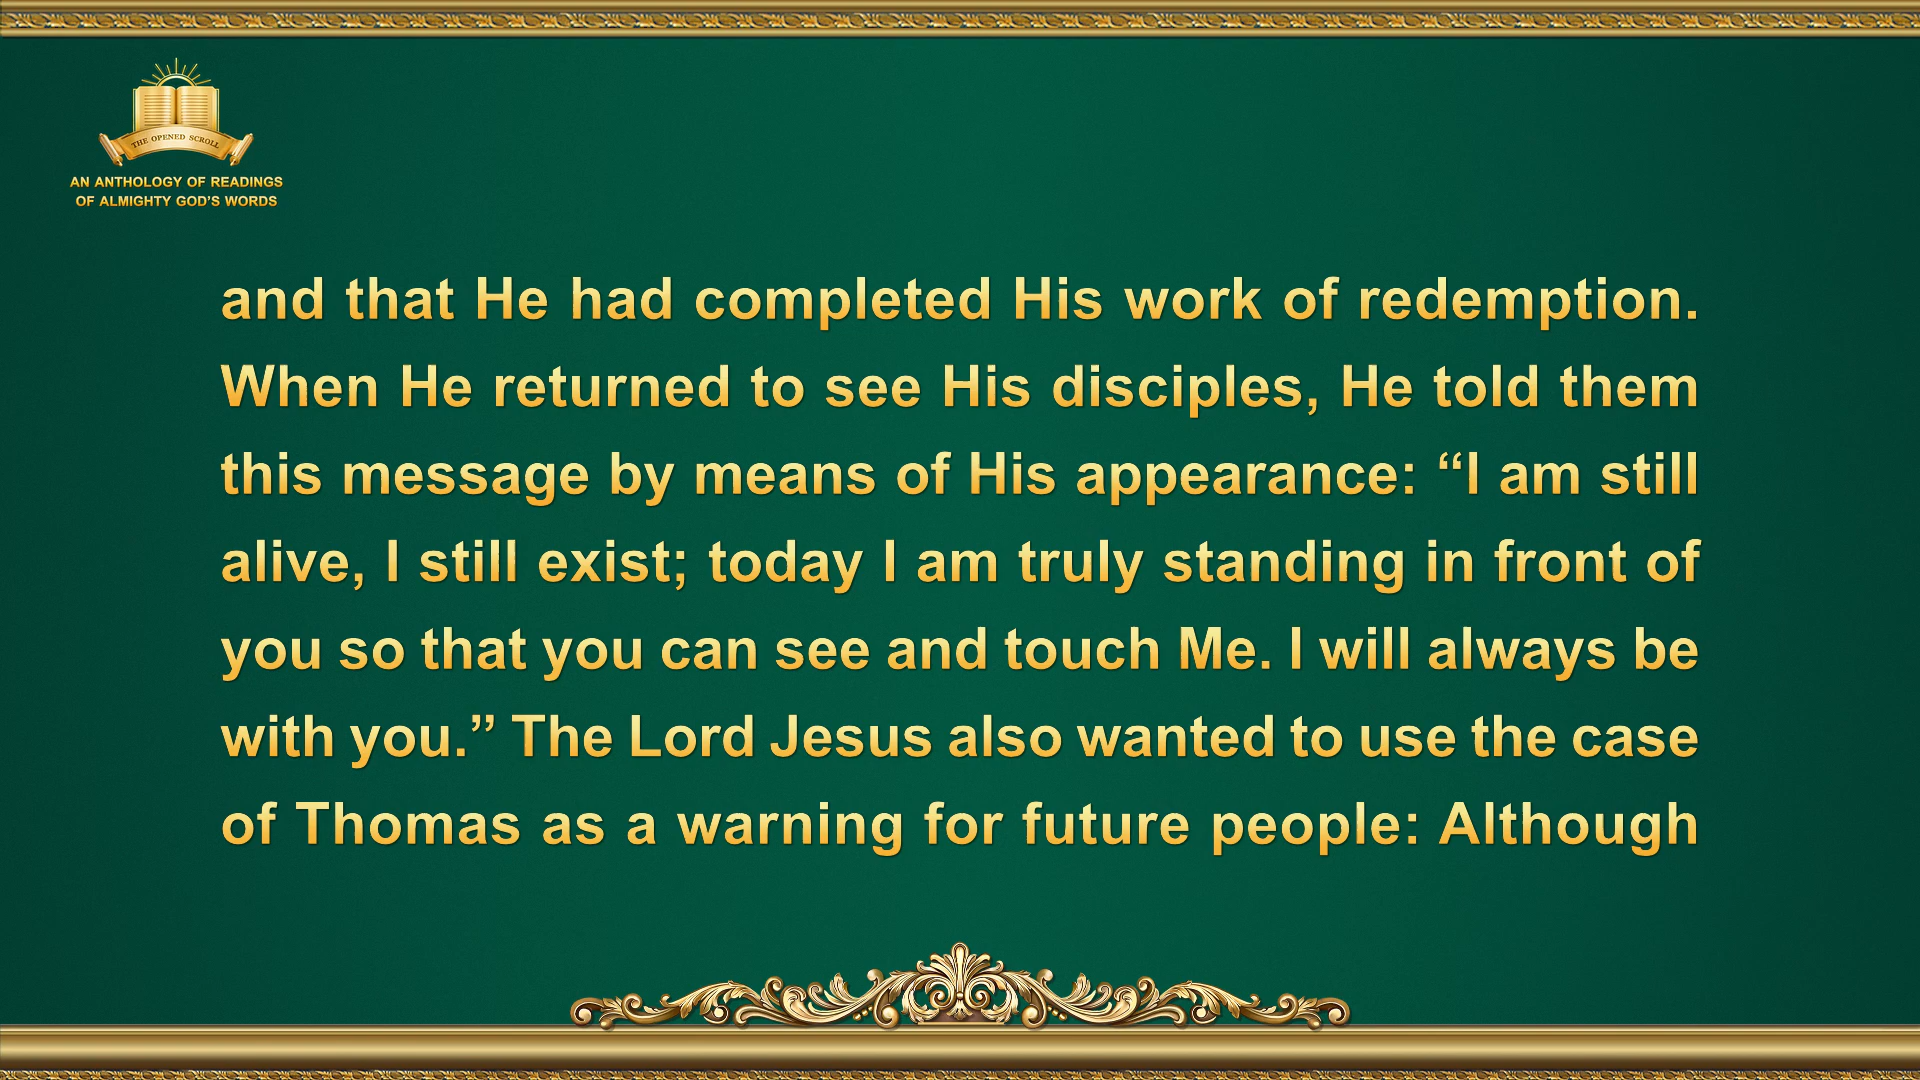 THE OPENED SCROLL
AN ANTHOLOGY OF READINGS
OF ALMIGHTY GOD'S WORDS
and that He had completed His work of redemption.
When He returned to see His disciples, He told them
this message by means of His appearance: “I am still
alive, I still exist; today I am truly standing in front of
you so that you can see and touch Me. I will always be
with you.” The Lord Jesus also wanted to use the case
of Thomas as a warning for future people: Although